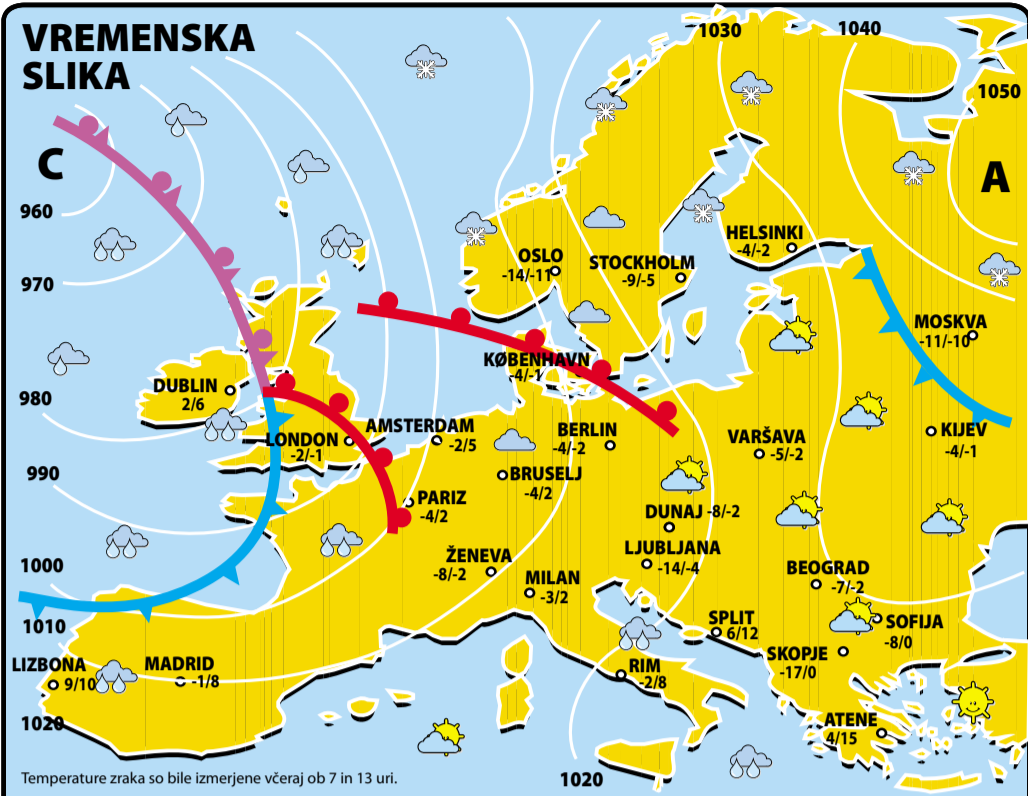 VREMENSKA
SLIKA
1030
1040
1050
C
A
960
970
980
990
1000
1010
1020
1020
HELSINKI
-4/-2
OSLO
-14/-11
STOCKHOLM
-9/-5
MOSKVA
-11/-10
KØBENHAVN
-4/-1
DUBLIN
2/6
LONDON
-2/-1
AMSTERDAM
-2/5
BERLIN
-4/-2
VARŠAVA
-5/-2
KIJEV
-4/-1
BRUSELJ
-4/2
PARIZ
-4/2
DUNAJ -8/-2
LJUBLJANA
-14/-4
ŽENEVA
-8/-2
MILAN
-3/2
BEOGRAD
-7/-2
SPLIT
6/12
SOFIJA
-8/0
SKOPJE
-17/0
LIZBONA
9/10
MADRID
-1/8
RIM
-2/8
ATENE
4/15
Temperature zraka so bile izmerjene včeraj ob 7 in 13 uri.